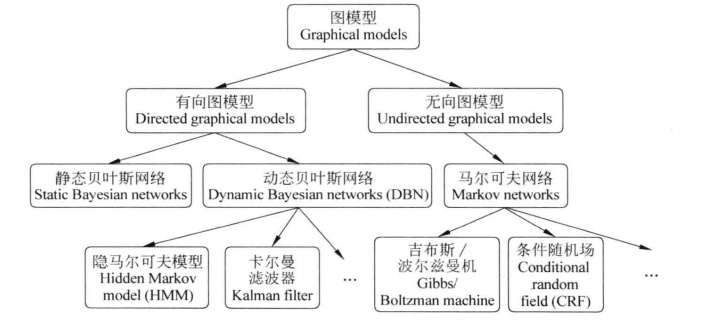 图模型
Graphical models
有向图模型
Directed graphical models
无向图模型
Undirected graphical models
静态贝叶斯网络
Static Bayesian networks
动态贝叶斯网络
Dynamic Bayesian networks (DBN)
马尔可夫网络
Markov networks
隐马尔可夫模型
Hidden Markov
model (HMM)
卡尔曼
滤波器
Kalman filter
…
吉布斯/
波尔兹曼机
Gibbs/
Boltzman machine
条件随机场
Conditional
random
field (CRF)
…